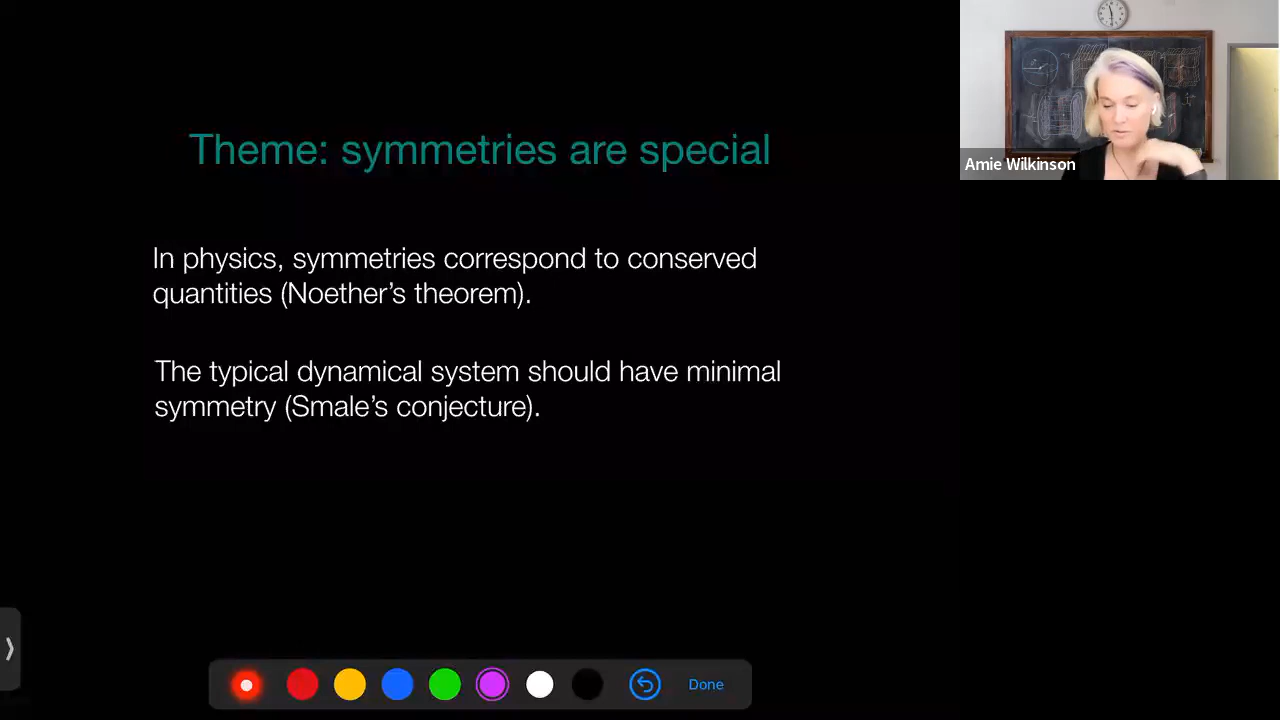 Theme: symmetries are special
Amie Wilkinson
In physics, symmetries correspond to conserved
quantities (Noether’s theorem).
The typical dynamical system should have minimal
symmetry (Smale’s conjecture).
Done